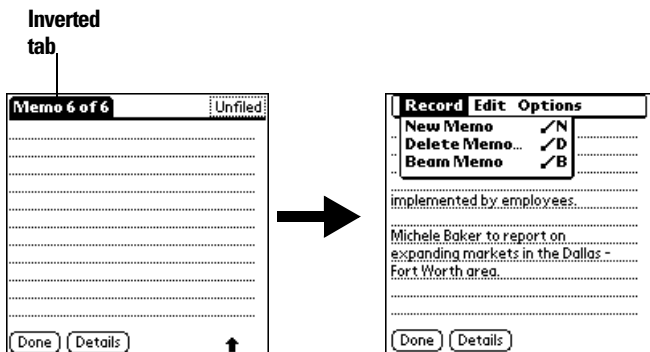 Inverted
tab
Memo 6 of 6 Unfiled
Done Details
Record Edit Options
New Memo /N
Delete Memo... /D
Beam Memo /B
implemented by employees.
Michele Baker to report on
expanding markets in the Dallas -
Fort Worth area.
Done Details